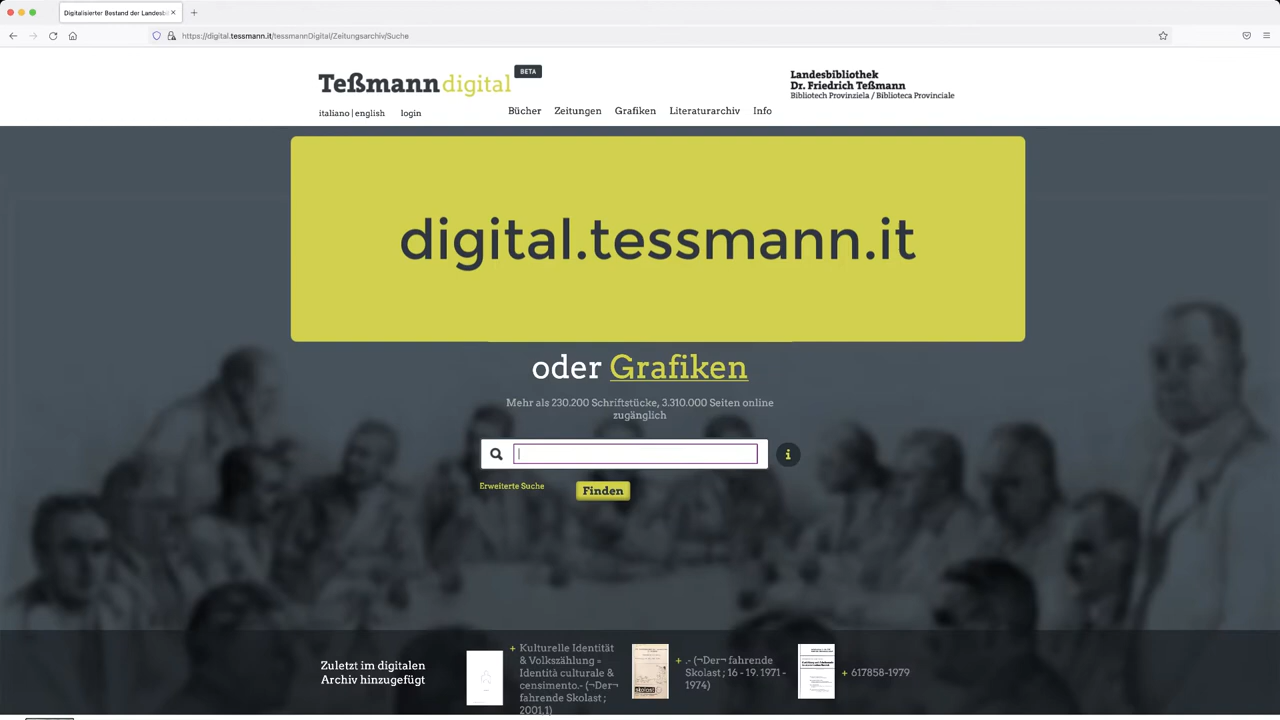 Digitalisierter Bestand der Landesbi
https://digital.tessmann.it/tessmannDigital/Zeitungsarchiv/Suche
Teßmann digital BETA
italiano | english login
Bücher Zeitungen Grafiken Literaturarchiv Info
Landesbibliothek
Dr. Friedrich Teßmann
Bibliotech Provinziela / Biblioteca Provinciale
digital.tessmann.it
oder Grafiken
Mehr als 230.200 Schriftstücke, 3.310.000 Seiten online
zugänglich
i
Erweiterte Suche
Finden
Zuletzt im digitalen
Archiv hinzugefügt
+ Kulturelle Identität
& Volkszählung =
Identità culturale &
censimento.- (¬Der¬
fahrende Skolast ;
2001,1)
skolast
+ .- (¬Der¬ fahrende
Skolast ; 16 - 19. 1971 -
1974)
+ 617858-1979